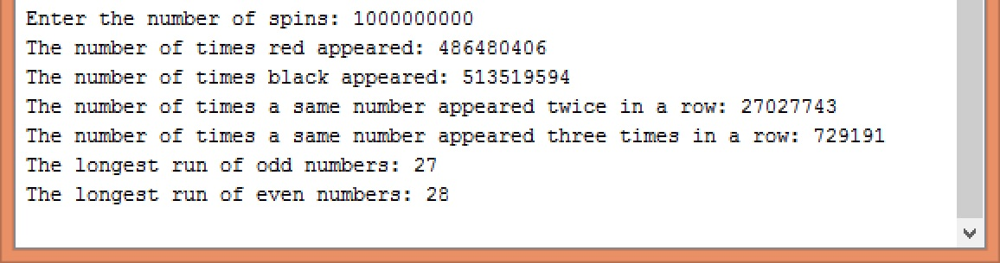 Enter the number of spins: 1000000000
The number of times red appeared: 486480406
The number of times black appeared: 513519594
The number of times a same number appeared twice in a row: 27027743
The number of times a same number appeared three times in a row: 729191
The longest run of odd numbers: 27
The longest run of even numbers: 28